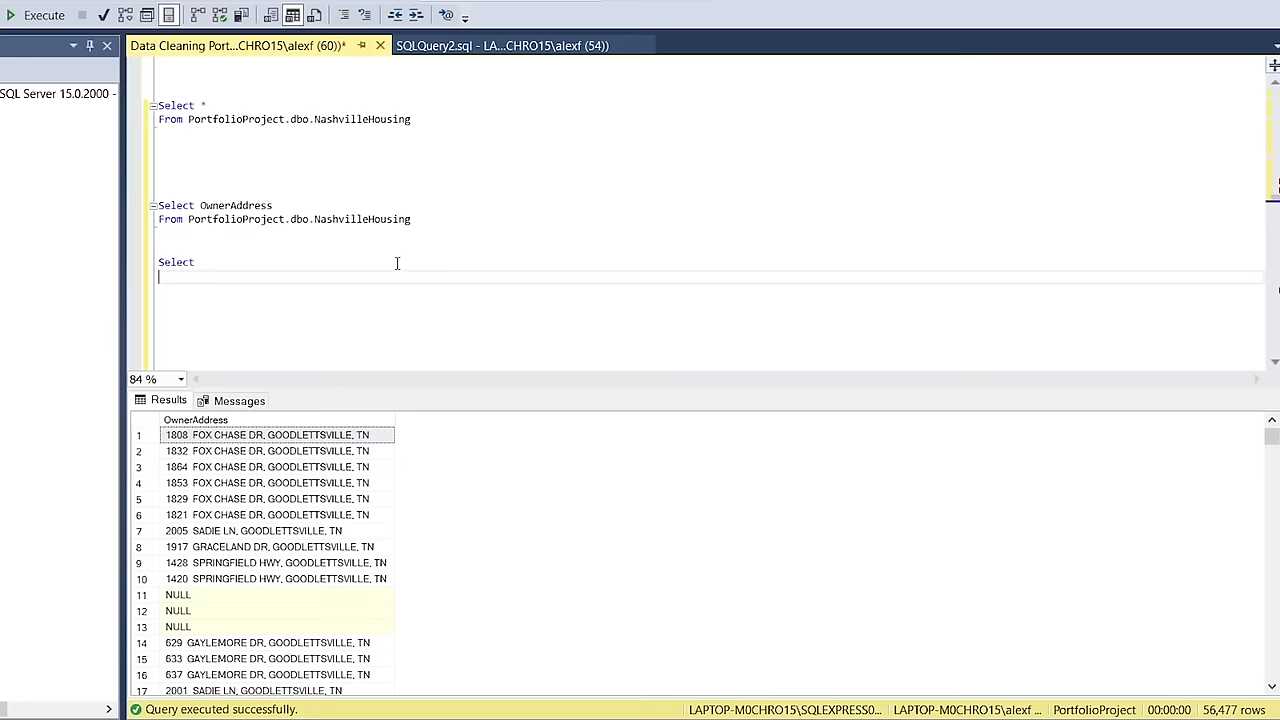 Execute
Data Cleaning Port...CHRO15\alexf (60))*
SQLQuery2.sql - LA...CHRO15\alexf (54))
SQL Server 15.0.2000 -
Select *
From PortfolioProject.dbo.NashvilleHousing
Select OwnerAddress
From PortfolioProject.dbo.NashvilleHousing
Select
84 %
Results
Messages
OwnerAddress
1 1808 FOX CHASE DR, GOODLETTSVILLE, TN
2 1832 FOX CHASE DR, GOODLETTSVILLE, TN
3 1864 FOX CHASE DR, GOODLETTSVILLE, TN
4 1853 FOX CHASE DR, GOODLETTSVILLE, TN
5 1829 FOX CHASE DR, GOODLETTSVILLE, TN
6 1821 FOX CHASE DR, GOODLETTSVILLE, TN
7 2005 SADIE LN, GOODLETTSVILLE, TN
8 1917 GRACELAND DR, GOODLETTSVILLE, TN
9 1428 SPRINGFIELD HWY, GOODLETTSVILLE, TN
10 1420 SPRINGFIELD HWY, GOODLETTSVILLE, TN
11 NULL
12 NULL
13 NULL
14 629 GAYLEMORE DR, GOODLETTSVILLE, TN
15 633 GAYLEMORE DR, GOODLETTSVILLE, TN
16 637 GAYLEMORE DR, GOODLETTSVILLE, TN
17 2001 SADIE LN, GOODLETTSVILLE, TN
Query executed successfully.
LAPTOP-M0CHRO15\SQLEXPRESS0...
LAPTOP-M0CHRO15\alexf ...
PortfolioProject
00:00:00
56,477 rows